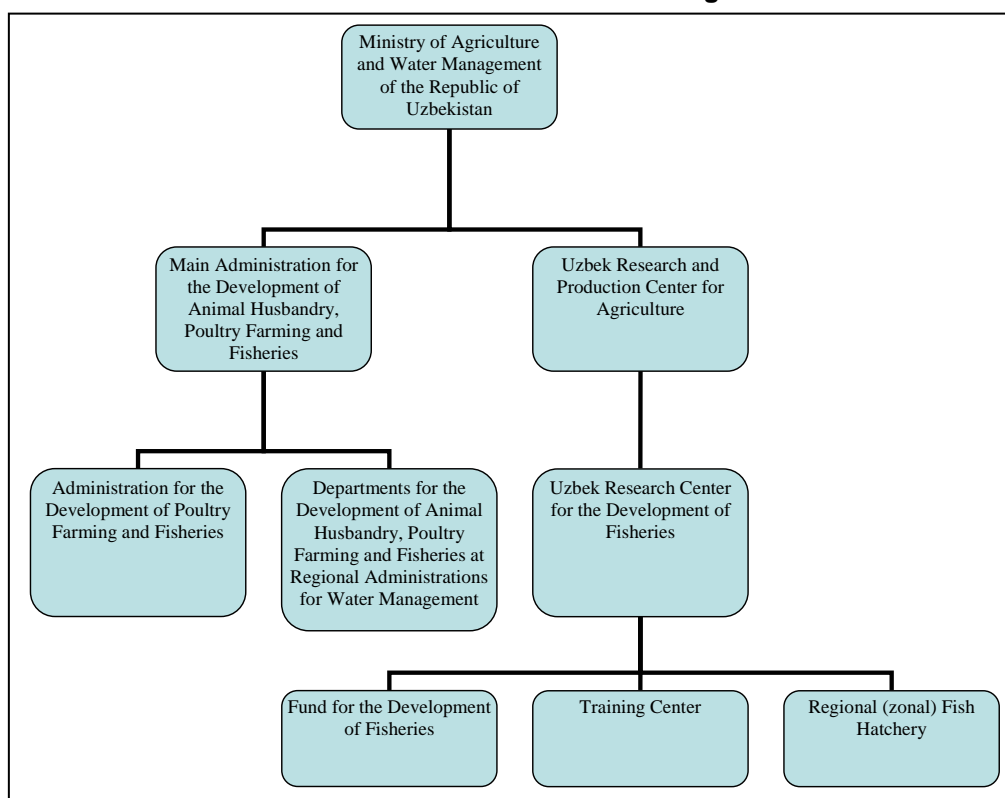 Ministry of Agriculture
and Water Management
of the Republic of
Uzbekistan
Main Administration for
the Development of
Animal Husbandry,
Poultry Farming and
Fisheries
Uzbek Research and
Production Center for
Agriculture
Administration for the
Development of Poultry
Farming and Fisheries
Departments for the
Development of Animal
Husbandry, Poultry
Farming and Fisheries at
Regional Administrations
for Water Management
Uzbek Research Center
for the Development of
Fisheries
Fund for the Development
of Fisheries
Training Center
Regional (zonal) Fish
Hatchery